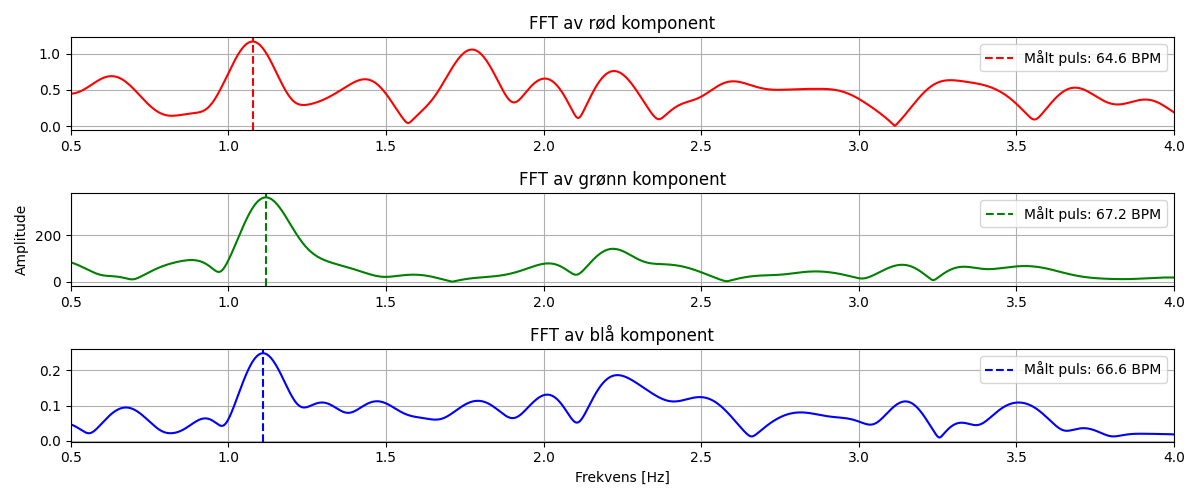 FFT av rød komponent
1.0
0.5
0.0
Målt puls: 64.6 BPM
0.5 1.0 1.5 2.0 2.5 3.0 3.5 4.0
FFT av grønn komponent
Amplitude
200
0
Målt puls: 67.2 BPM
0.5 1.0 1.5 2.0 2.5 3.0 3.5 4.0
FFT av blå komponent
0.2
0.1
0.0
Målt puls: 66.6 BPM
0.5 1.0 1.5 2.0 2.5 3.0 3.5 4.0
Frekvens [Hz]